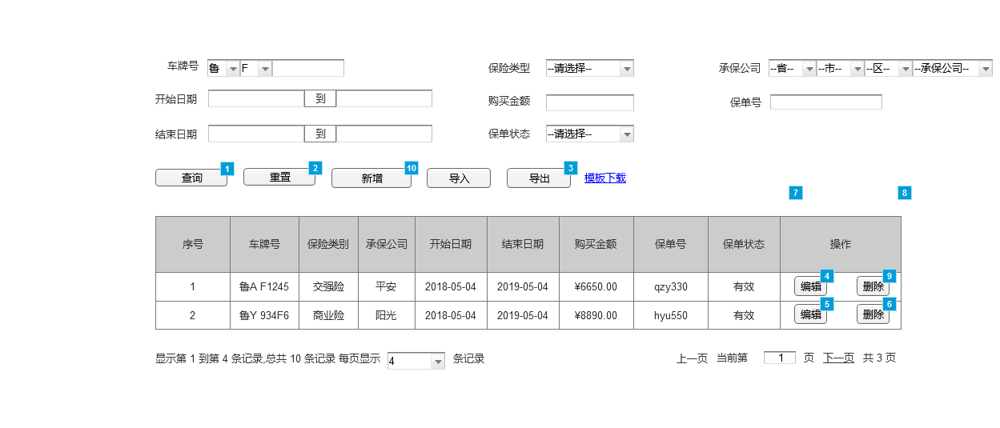 车牌号 鲁 F 保险类型 --请选择-- 承保公司 --省-- --市-- --区-- --承保公司--
开始日期 到 购买金额 保单号
结束日期 到 保单状态 --请选择--
查询 1 重置 2 新增 10 导入 导出 3 模板下载
7 8
序号 车牌号 保险类别 承保公司 开始日期 结束日期 购买金额 保单号 保单状态 操作
1 鲁A F1245 交强险 平安 2018-05-04 2019-05-04 ¥6650.00 qzy330 有效 编辑 4 删除 9
2 鲁Y 934F6 商业险 阳光 2018-05-04 2019-05-04 ¥8890.00 hyu550 有效 编辑 5 删除 6
显示第 1 到第 4 条记录,总共 10 条记录 每页显示 4 条记录 上一页 当前第 1 页 下一页 共 3 页